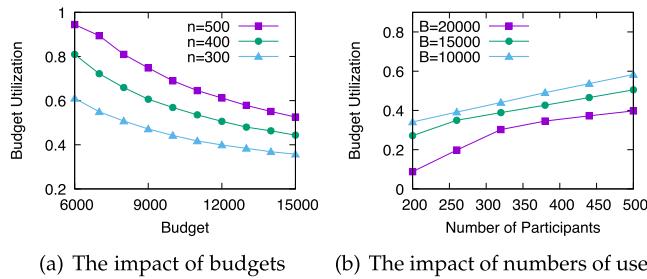 1
0.8
0.6
0.4
0.2
Budget Utilization
n=500
n=400
n=300
6000 9000 12000 15000
Budget
(a) The impact of budgets
0.8
0.6
0.4
0.2
0
Budget Utilization
B=20000
B=15000
B=10000
200 250 300 350 400 450 500
Number of Participants
(b) The impact of numbers of use